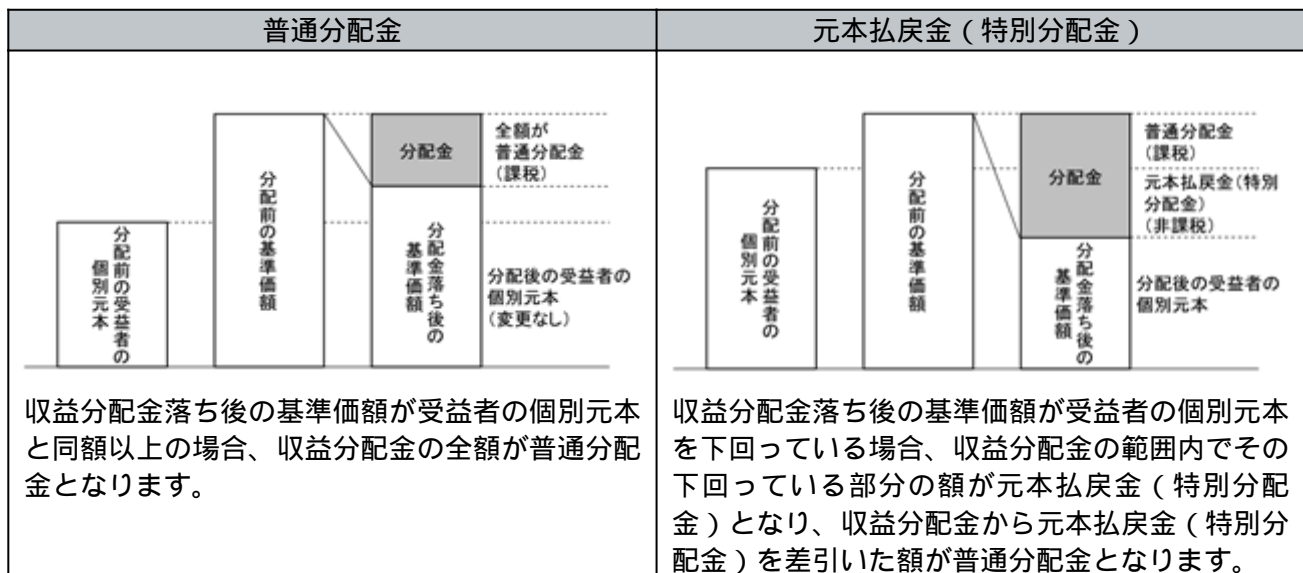 普通分配金
分配前の受益者の
個別元本
分配前の基準価額
分配金
分配金落ち後の
基準価額
全額が
普通分配金
(課税)
分配後の受益者の
個別元本
(変更なし)
収益分配金落ち後の基準価額が受益者の個別元本
と同額以上の場合、収益分配金の全額が普通分配
金となります。
元本払戻金(特別分配金)
分配前の受益者の
個別元本
分配前の基準価額
分配金
分配金落ち後の
基準価額
普通分配金
(課税)
元本払戻金(特別
分配金)
(非課税)
分配後の受益者の
個別元本
収益分配金落ち後の基準価額が受益者の個別元本
を下回っている場合、収益分配金の範囲内でその
下回っている部分の額が元本払戻金(特別分配
金)となり、収益分配金から元本払戻金(特別分
配金)を差引いた額が普通分配金となります。